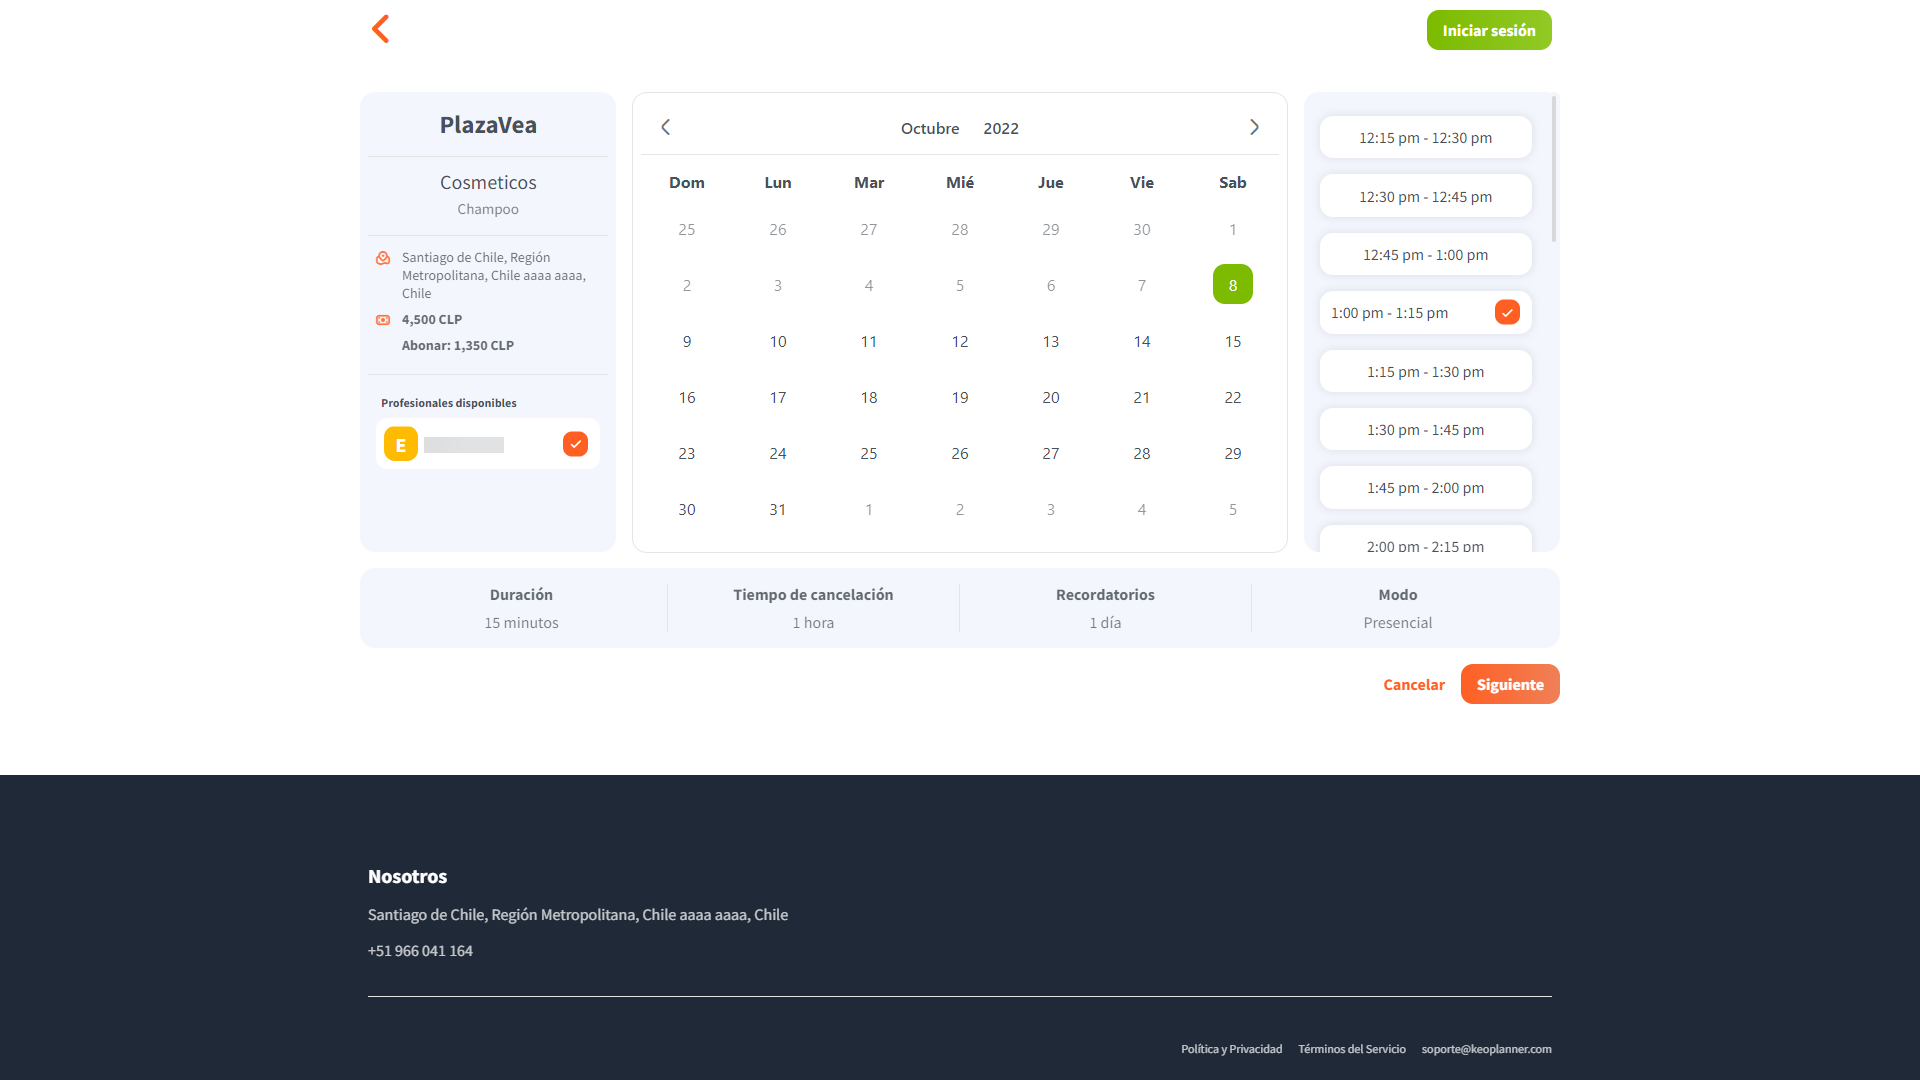 Iniciar sesión
PlazaVea
Cosmeticos
Champoo
Santiago de Chile, Región
Metropolitana, Chile aaaa aaaa,
Chile
4,500 CLP
Abonar: 1,350 CLP
Profesionales disponibles
E
Octubre 2022
Dom Lun Mar Mié Jue Vie Sab
25 26 27 28 29 30 1
2 3 4 5 6 7 8
9 10 11 12 13 14 15
16 17 18 19 20 21 22
23 24 25 26 27 28 29
30 31 1 2 3 4 5
12:15 pm - 12:30 pm
12:30 pm - 12:45 pm
12:45 pm - 1:00 pm
1:00 pm - 1:15 pm
1:15 pm - 1:30 pm
1:30 pm - 1:45 pm
1:45 pm - 2:00 pm
2:00 pm - 2:15 pm
Duración
15 minutos
Tiempo de cancelación
1 hora
Recordatorios
1 día
Modo
Presencial
Cancelar
Siguiente
Nosotros
Santiago de Chile, Región Metropolitana, Chile aaaa aaaa, Chile
+51 966 041 164
Política y Privacidad Términos del Servicio soporte@keoplanner.com